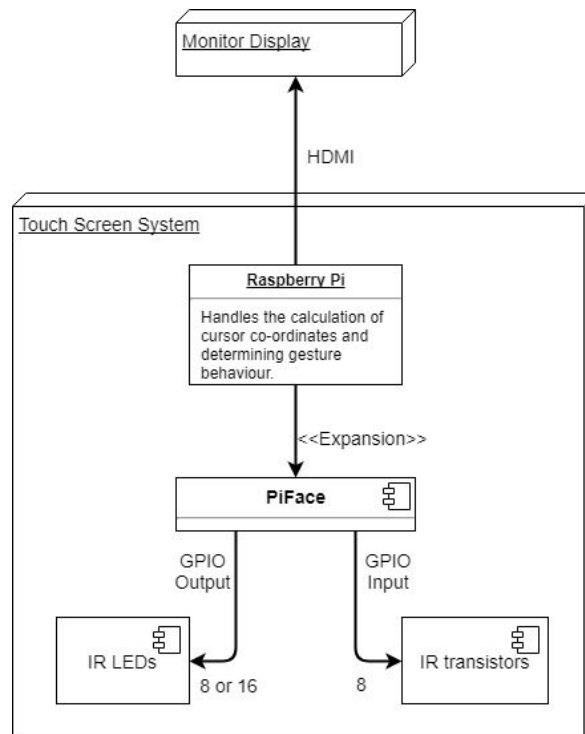 Monitor Display
HDMI
Touch Screen System
Raspberry Pi
Handles the calculation of
cursor co-ordinates and
determining gesture
behaviour.
<<Expansion>>
PiFace
GPIO
Output
GPIO
Input
IR LEDs
8 or 16
8
IR transistors